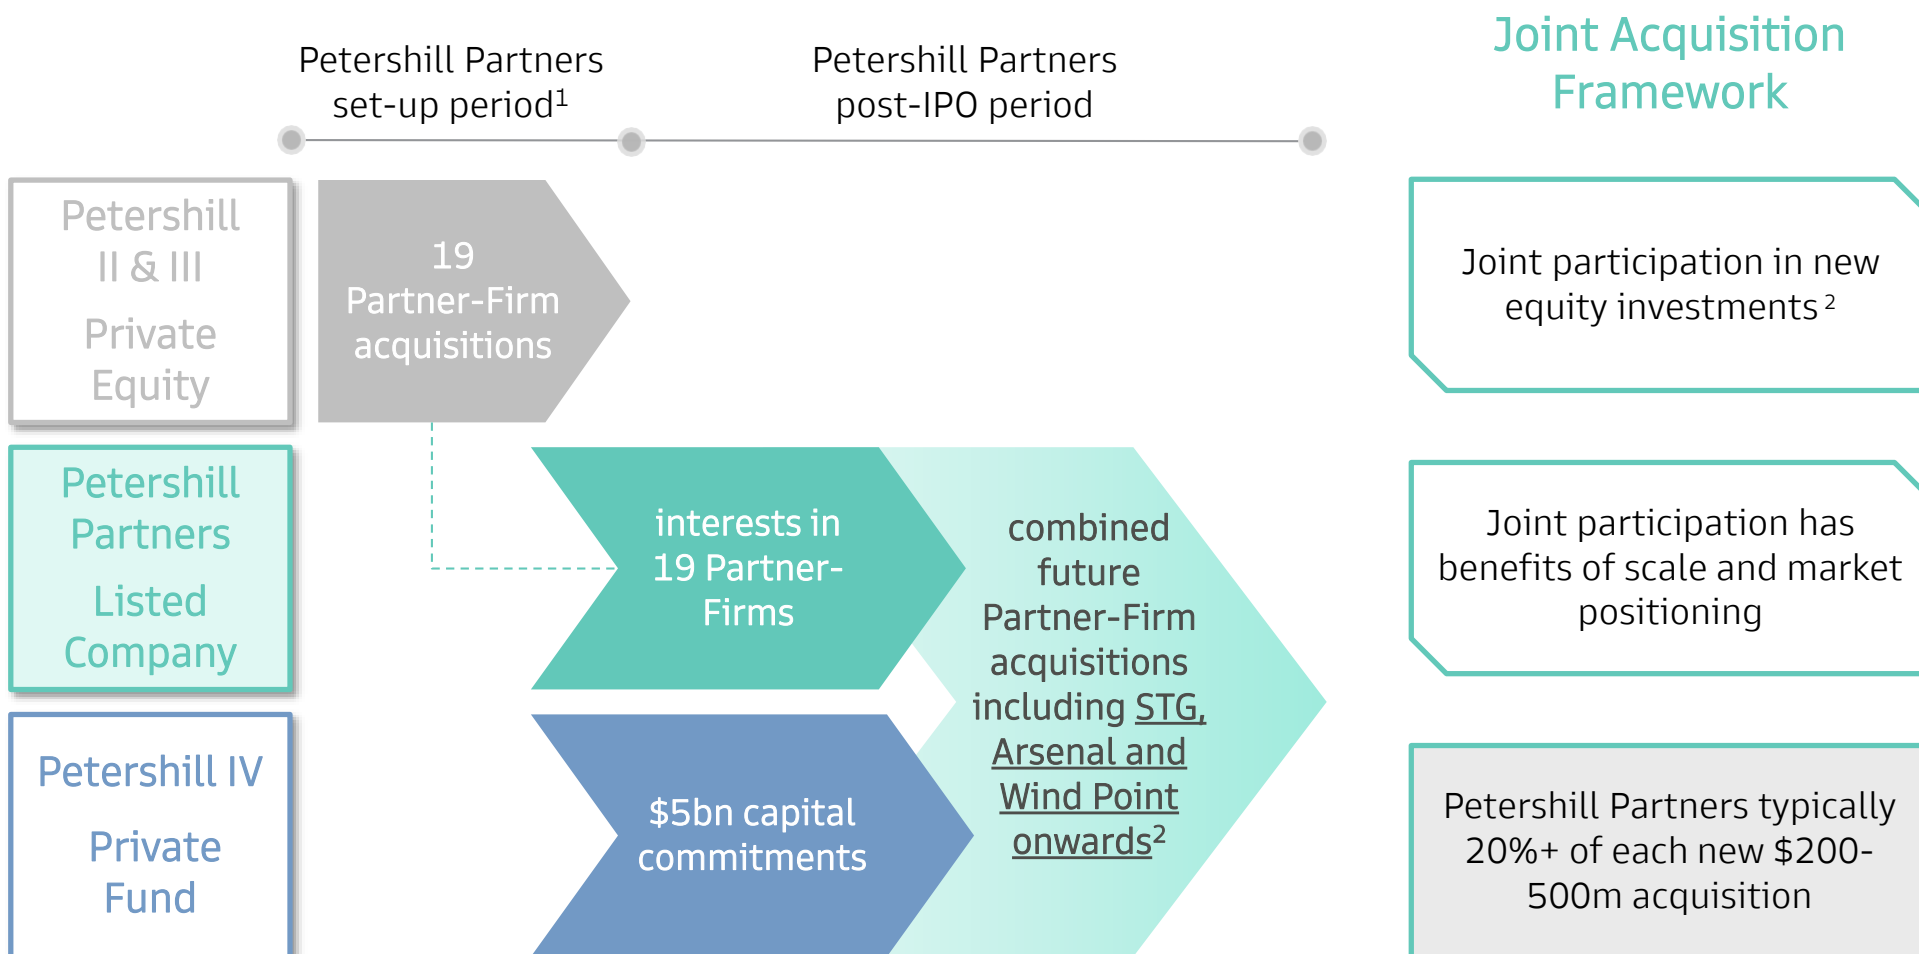 Petershill Partners
set-up period1
Petershill Partners
post-IPO period
Joint Acquisition
Framework
Petershill
II & III
Private
Equity
19
Partner-Firm
acquisitions
Joint participation in new
equity investments 2
Petershill
Partners
Listed
Company
interests in
19 Partner-
Firms
combined
future
Partner-Firm
acquisitions
including STG,
Arsenal and
Wind Point
onwards2
Joint participation has
benefits of scale and market
positioning
Petershill IV
Private
Fund
$5bn capital
commitments
Petershill Partners typically
20%+ of each new $200-
500m acquisition